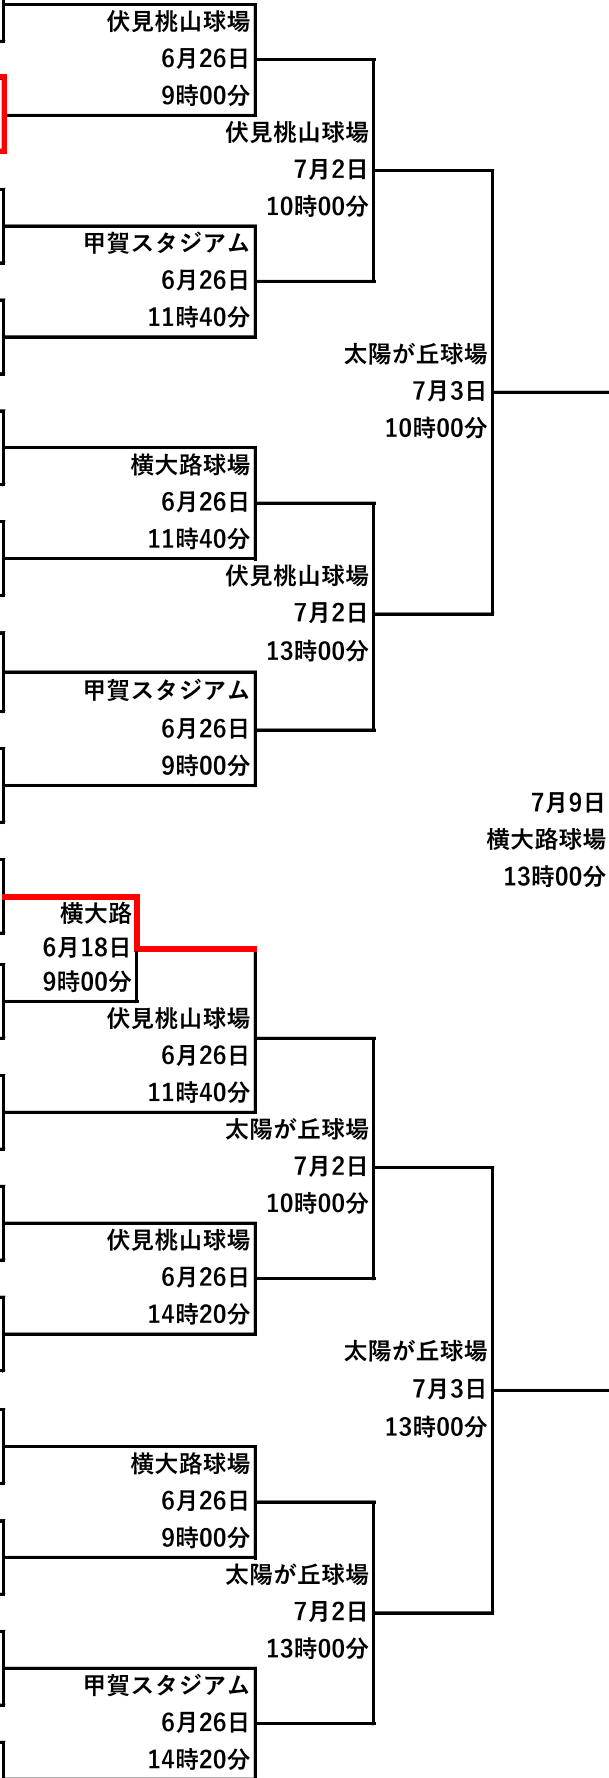 伏見桃山球場
6月26日
9時00分
伏見桃山球場
7月2日
10時00分
甲賀スタジアム
6月26日
11時40分
太陽が丘球場
7月3日
10時00分
横大路球場
6月26日
11時40分
伏見桃山球場
7月2日
13時00分
甲賀スタジアム
6月26日
9時00分
7月9日
横大路球場
13時00分
横大路
6月18日
9時00分
伏見桃山球場
6月26日
11時40分
太陽が丘球場
7月2日
10時00分
伏見桃山球場
6月26日
14時20分
太陽が丘球場
7月3日
13時00分
横大路球場
6月26日
9時00分
太陽が丘球場
7月2日
13時00分
甲賀スタジアム
6月26日
14時20分